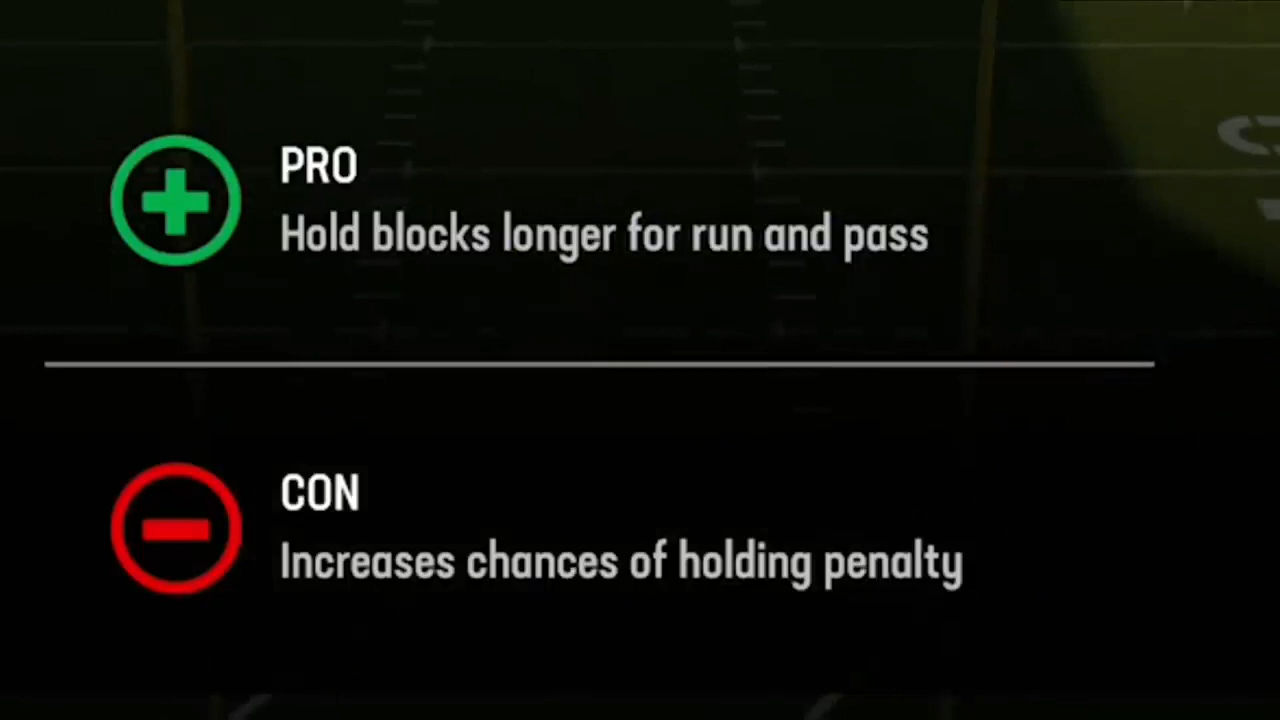 PRO
Hold blocks longer for run and pass
CON
Increases chances of holding penalty